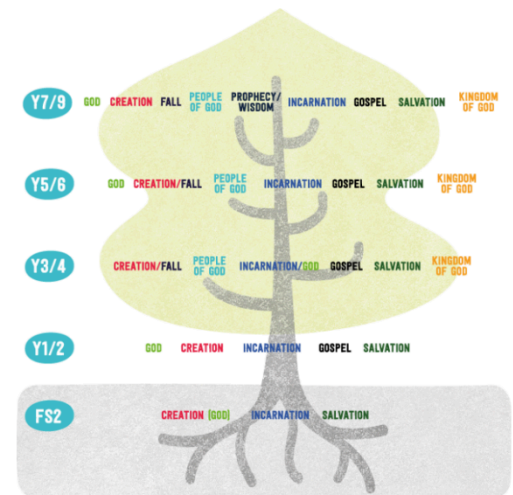 Y7/9 GOD CREATION FALL PEOPLE OF GOD PROPHECY/WISDOM INCARNATION GOSPEL SALVATION KINGDOM OF GOD
Y5/6 GOD CREATION/FALL PEOPLE OF GOD INCARNATION GOSPEL SALVATION KINGDOM OF GOD
Y3/4 CREATION/FALL PEOPLE OF GOD INCARNATION/GOD GOSPEL SALVATION KINGDOM OF GOD
Y1/2 GOD CREATION INCARNATION GOSPEL SALVATION
FS2 CREATION (GOD) INCARNATION SALVATION